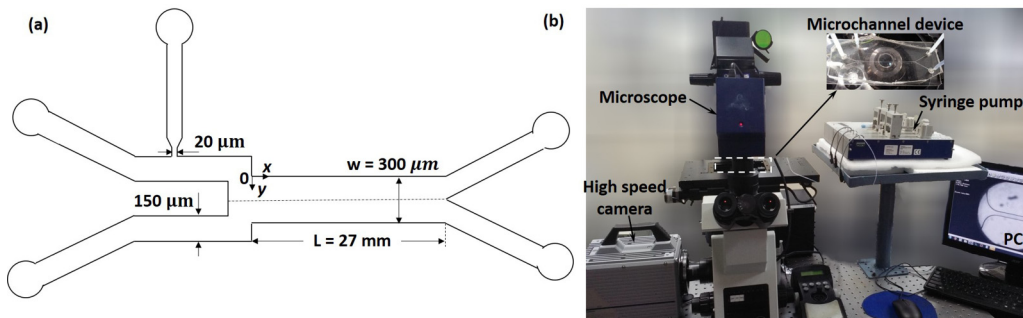 (a)
20 μm
0
x
y
w = 300 μm
150 μm
L = 27 mm
(b)
Microchannel device
Microscope
Syringe pump
High speed
camera
PC